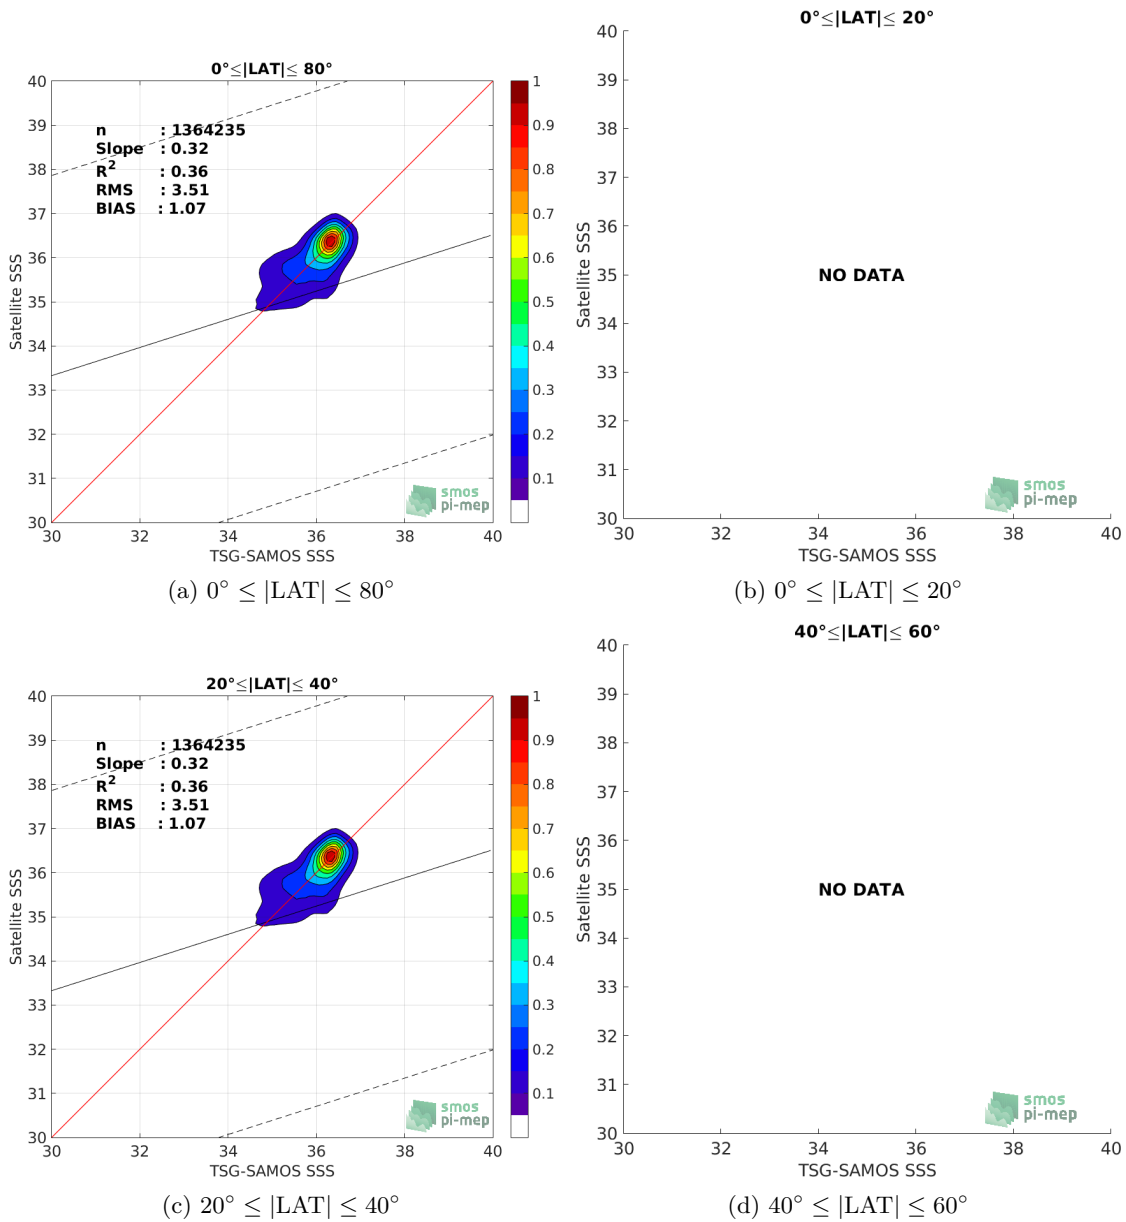 0°≤|LAT|≤ 80°
40
39
38
37
36
35
34
33
32
31
30
Satellite SSS
n : 1364235
Slope : 0.32
R² : 0.36
RMS : 3.51
BIAS : 1.07
smos
pi-mep
30 32 34 36 38 40
TSG-SAMOS SSS
1
0.9
0.8
0.7
0.6
0.5
0.4
0.3
0.2
0.1
(a) 0° ≤ |LAT| ≤ 80°
0°≤|LAT|≤ 20°
40
39
38
37
36
35
34
33
32
31
30
Satellite SSS
NO DATA
smos
pi-mep
30 32 34 36 38 40
TSG-SAMOS SSS
(b) 0° ≤ |LAT| ≤ 20°
20°≤|LAT|≤ 40°
40
39
38
37
36
35
34
33
32
31
30
Satellite SSS
n : 1364235
Slope : 0.32
R² : 0.36
RMS : 3.51
BIAS : 1.07
smos
pi-mep
30 32 34 36 38 40
TSG-SAMOS SSS
1
0.9
0.8
0.7
0.6
0.5
0.4
0.3
0.2
0.1
(c) 20° ≤ |LAT| ≤ 40°
40°≤|LAT|≤ 60°
40
39
38
37
36
35
34
33
32
31
30
Satellite SSS
NO DATA
smos
pi-mep
30 32 34 36 38 40
TSG-SAMOS SSS
(d) 40° ≤ |LAT| ≤ 60°